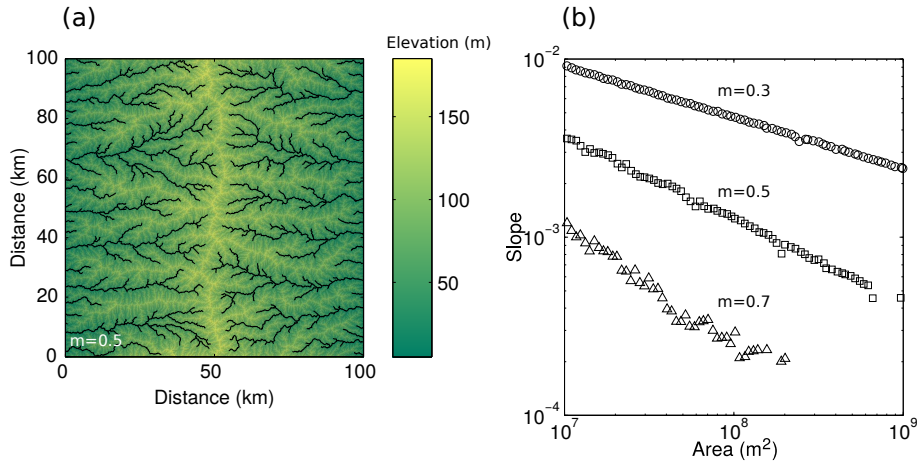 (a)
Elevation (m)
150
100
50
Distance (km)
100
80
60
40
20
0
m=0.5
0
50
100
Distance (km)
(b)
Slope
10^-2
10^-3
10^-4
m=0.3
m=0.5
m=0.7
10^7
10^8
10^9
Area (m²)